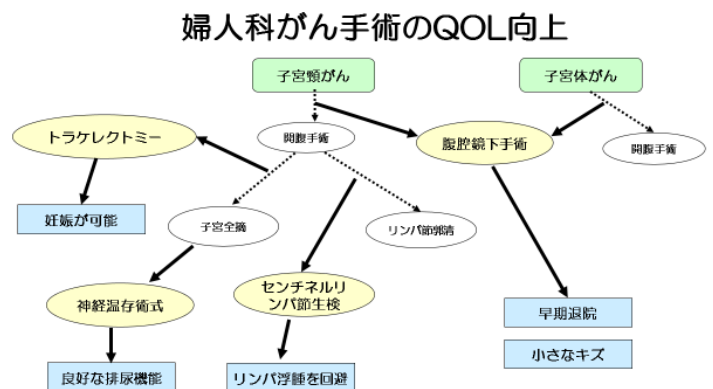 婦人科がん手術のQOL向上
子宮頸がん
子宮体がん
トラケレクトミー
開腹手術
腹腔鏡下手術
開腹手術
妊娠が可能
子宮全摘
リンパ節郭清
神経温存術式
センチネルリ
ンパ節生検
早期退院
小さなキズ
良好な排尿機能
リンパ浮腫を回避